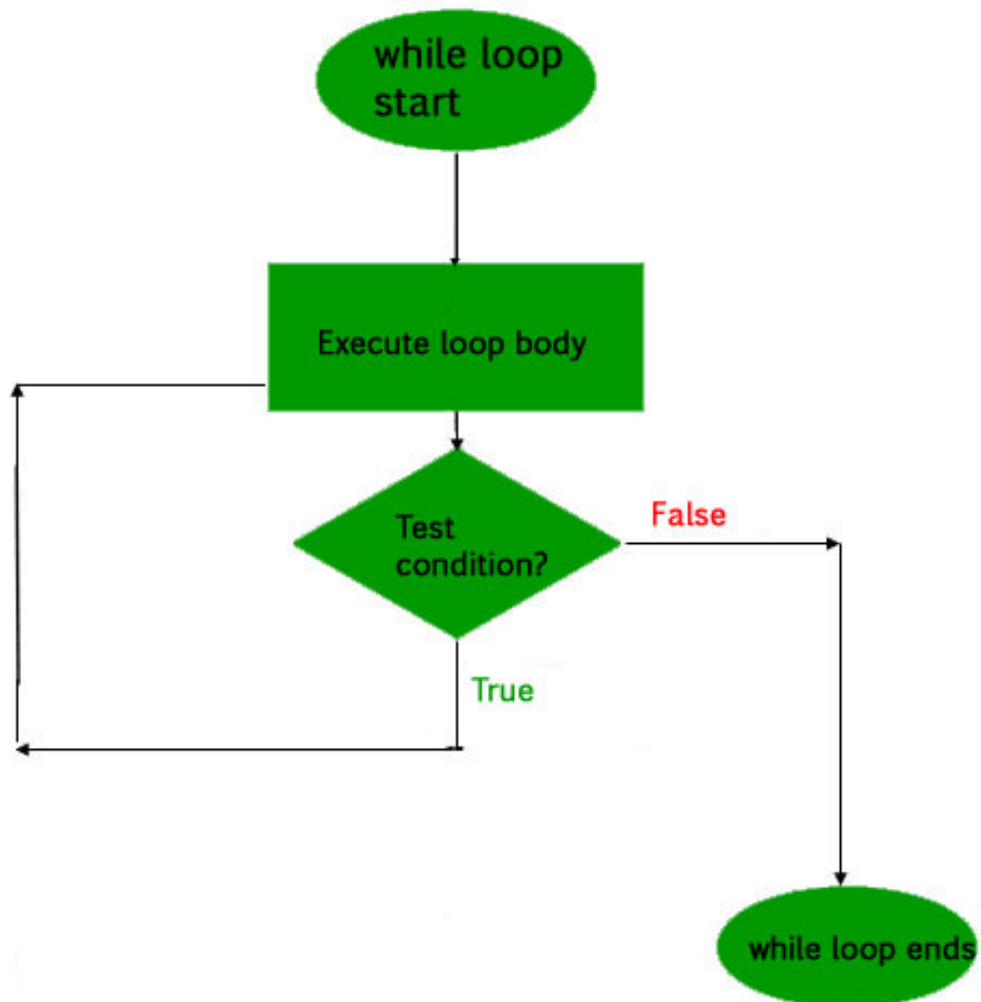 while loop
start
Execute loop body
Test
condition?
False
True
while loop ends